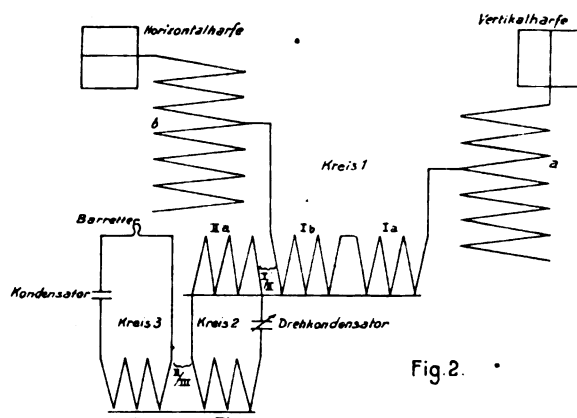 Horizontalharfe
Vertikalharfe
b
a
Kreis 1
Barretter
IIa
Ib
Ia
I/II
Kondensator
Kreis 3
Kreis 2
Drehkondensator
II/III
Fig. 2.